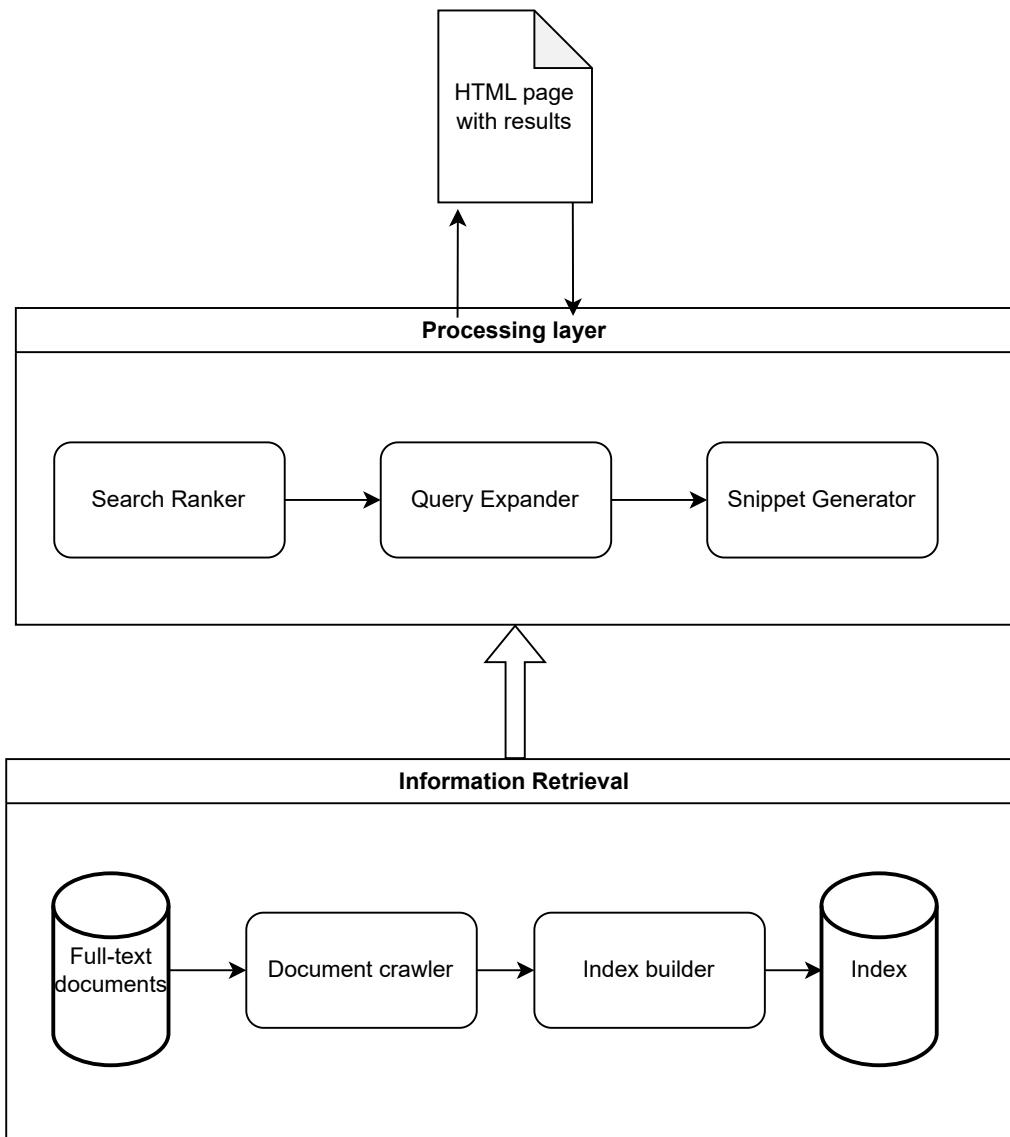 HTML page
with results
Processing layer
Search Ranker
Query Expander
Snippet Generator
Information Retrieval
Full-text
documents
Document crawler
Index builder
Index